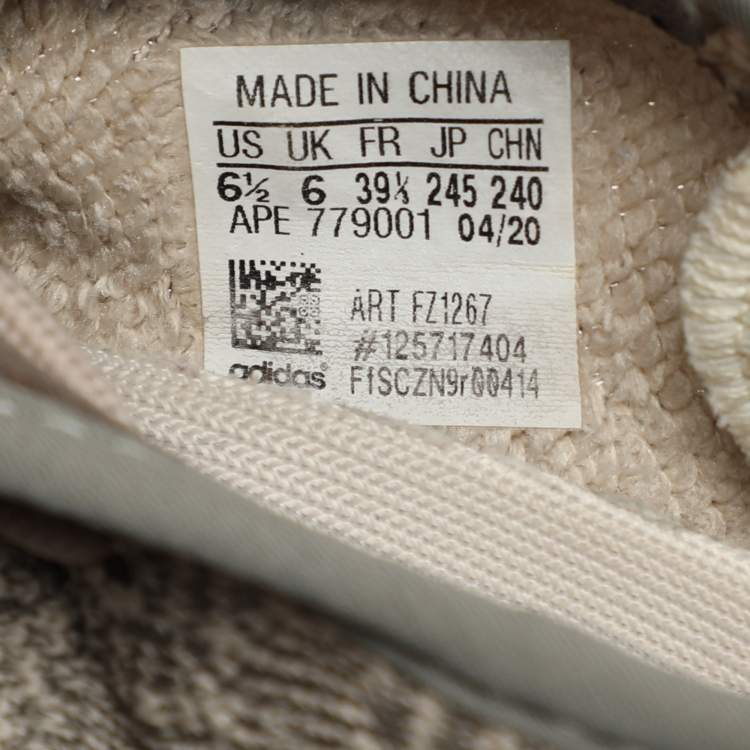 MADE IN CHINA
US UK FR JP CHN
6½ 6 39⅓ 245 240
APE 779001 04/20
ART FZ1267
#125717404
adidas®